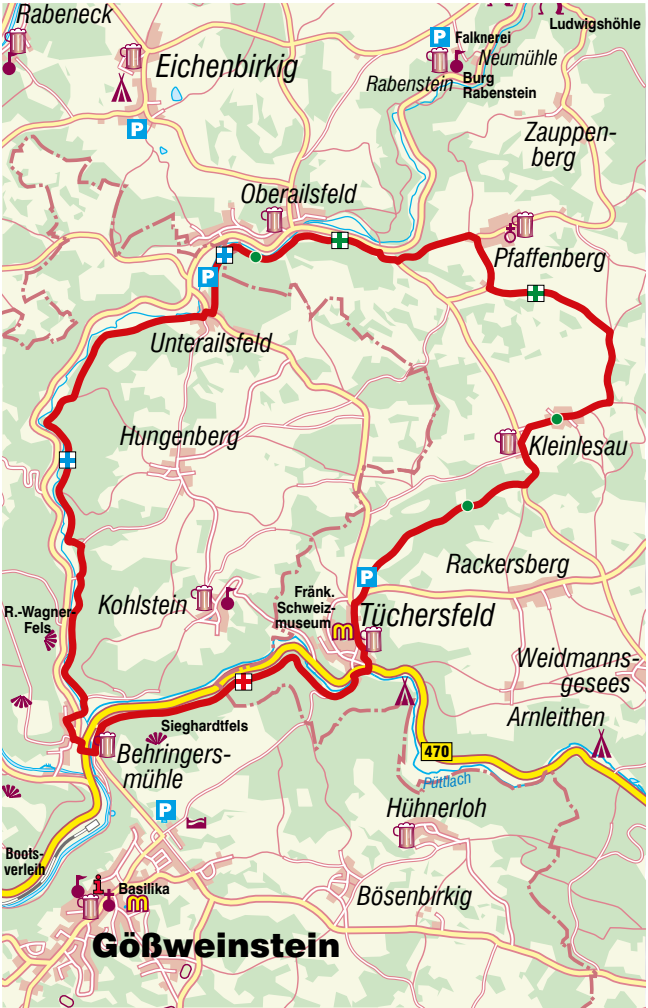 Rabeneck
Ludwigshöhle
P
Falknerei
Neumühle
Eichenbirkig
Rabenstein
Burg
Rabenstein
P
Zauppen-
berg
Oberailsfeld
Pfaffenberg
P
Unterailsfeld
Hungenberg
Kleinlesau
Rackersberg
P
Kohlstein
Fränk.
Schweiz-
museum
m
Tüchersfeld
R.-Wagner-
Fels
Weidmanns-
gesees
Arnleithen
Sieghardtfels
470
Behringers-
mühle
Püttlach
P
Hühnerloh
Boots-
verleih
i
Basilika
m
Bösenbirkig
Gößweinstein